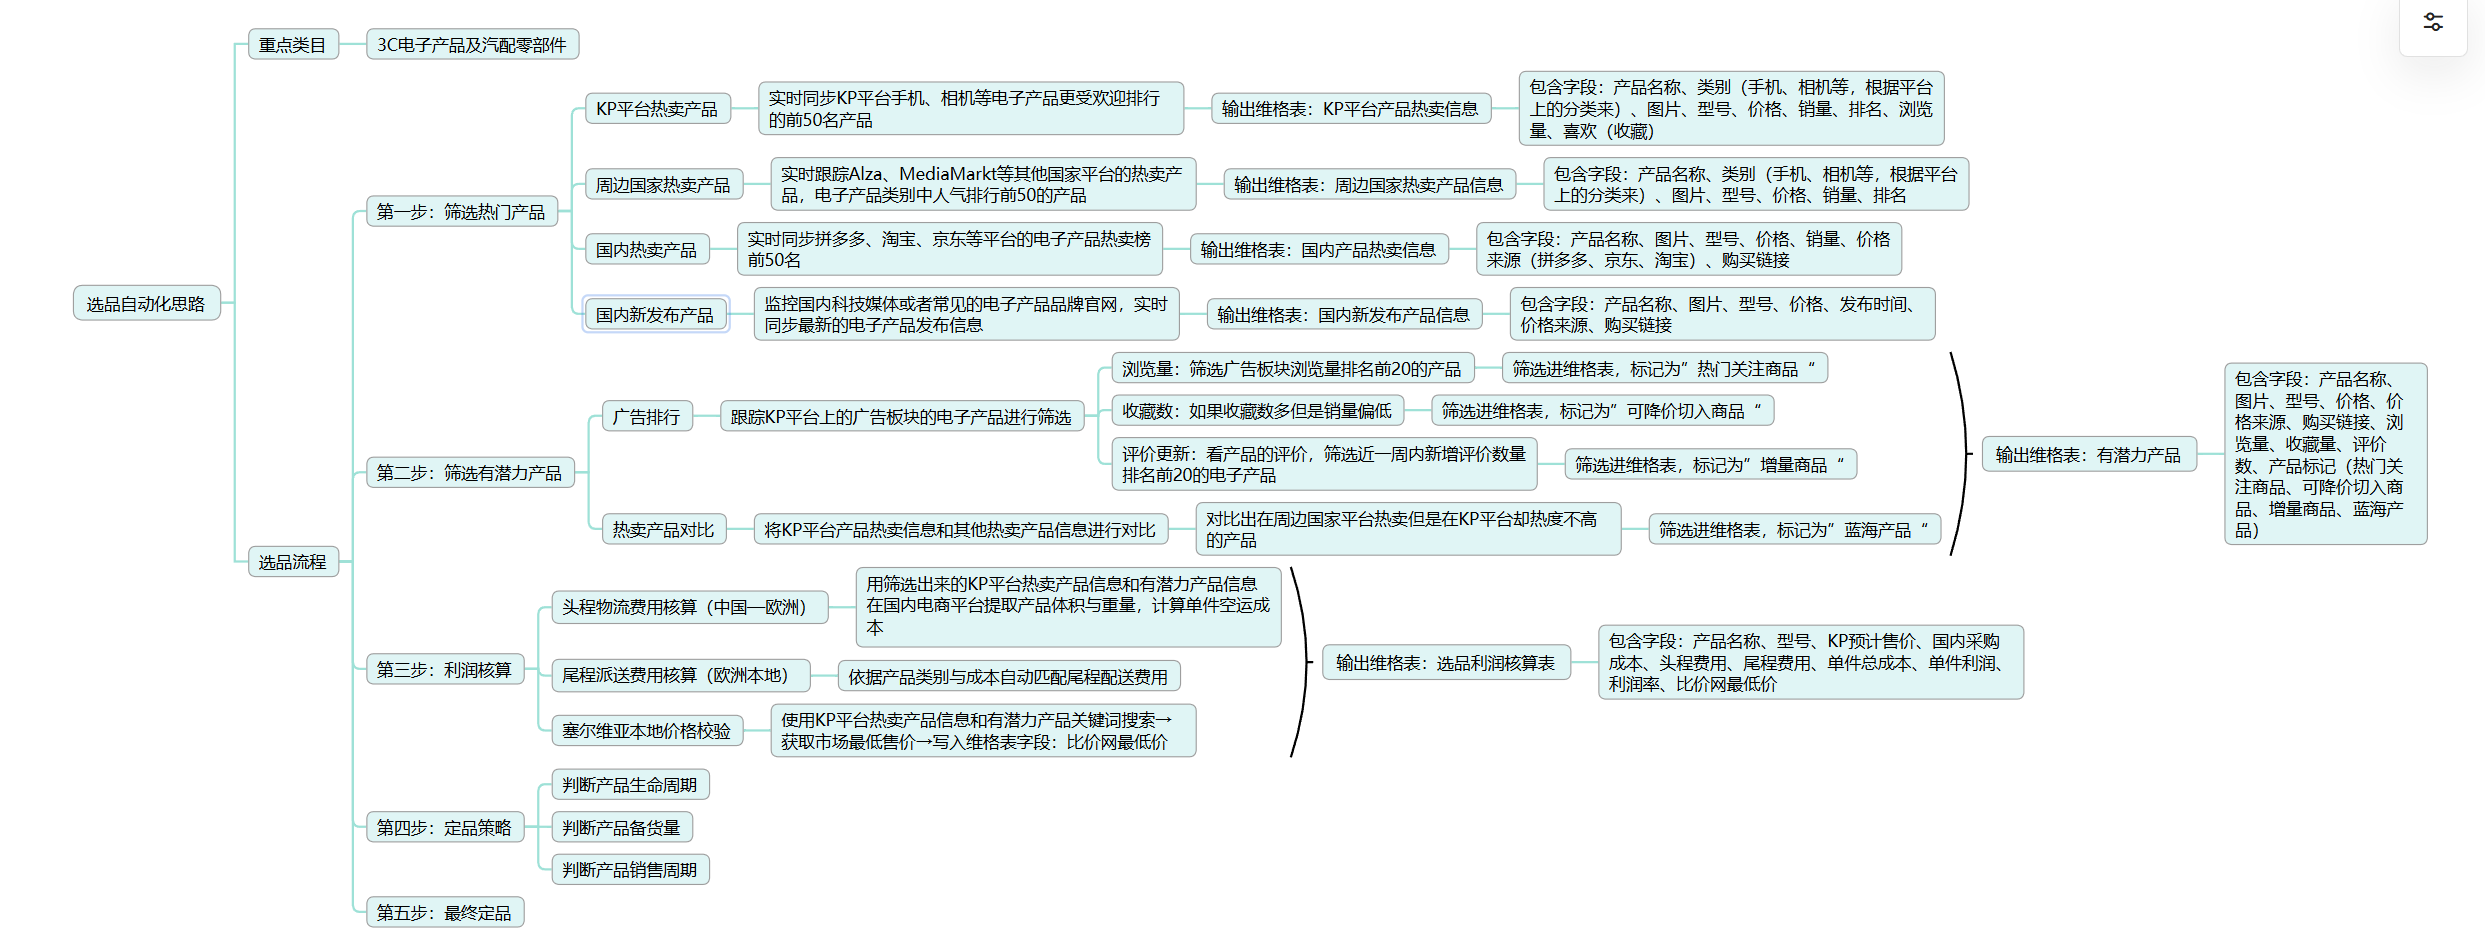 选品自动化思路
重点类目
3C电子产品及汽配零部件
选品流程
第一步：筛选热门产品
KP平台热卖产品
实时同步KP平台手机、相机等电子产品更受欢迎排行
的前50名产品
输出维格表：KP平台产品热卖信息
包含字段：产品名称、类别（手机、相机等，根据平台
上的分类来）、图片、型号、价格、销量、排名、浏览
量、喜欢（收藏）
周边国家热卖产品
实时跟踪Alza、MediaMarkt等其他国家平台的热卖产
品，电子产品类别中人气排行前50的产品
输出维格表：周边国家热卖产品信息
包含字段：产品名称、类别（手机、相机等，根据平台
上的分类来）、图片、型号、价格、销量、排名
国内热卖产品
实时同步拼多多、淘宝、京东等平台的电子产品热卖榜
前50名
输出维格表：国内产品热卖信息
包含字段：产品名称、图片、型号、价格、销量、价格
来源（拼多多、京东、淘宝）、购买链接
国内新发布产品
监控国内科技媒体或者常见的电子产品品牌官网，实时
同步最新的电子产品发布信息
输出维格表：国内新发布产品信息
包含字段：产品名称、图片、型号、价格、发布时间、
价格来源、购买链接
第二步：筛选有潜力产品
广告排行
跟踪KP平台上的广告板块的电子产品进行筛选
浏览量：筛选广告板块浏览量排名前20的产品
筛选进维格表，标记为”热门关注商品“
收藏数：如果收藏数多但是销量偏低
筛选进维格表，标记为”可降价切入商品“
评价更新：看产品的评价，筛选近一周内新增评价数量
排名前20的电子产品
筛选进维格表，标记为”增量商品“
热卖产品对比
将KP平台产品热卖信息和其他热卖产品信息进行对比
对比出在周边国家平台热卖但是在KP平台却热度不高
的产品
筛选进维格表，标记为”蓝海产品“
输出维格表：有潜力产品
包含字段：产品名称、
图片、型号、价格、价
格来源、购买链接、浏
览量、收藏量、评价
数、产品标记（热门关
注商品、可降价切入商
品、增量商品、蓝海产
品）
第三步：利润核算
头程物流费用核算（中国—欧洲）
用筛选出来的KP平台热卖产品信息和有潜力产品信息
在国内电商平台提取产品体积与重量，计算单件空运成
本
尾程派送费用核算（欧洲本地）
依据产品类别与成本自动匹配尾程配送费用
塞尔维亚本地价格校验
使用KP平台热卖产品信息和有潜力产品关键词搜索→
获取市场最低售价→写入维格表字段：比价网最低价
输出维格表：选品利润核算表
包含字段：产品名称、型号、KP预计售价、国内采购
成本、头程费用、尾程费用、单件总成本、单件利润、
利润率、比价网最低价
第四步：定品策略
判断产品生命周期
判断产品备货量
判断产品销售周期
第五步：最终定品